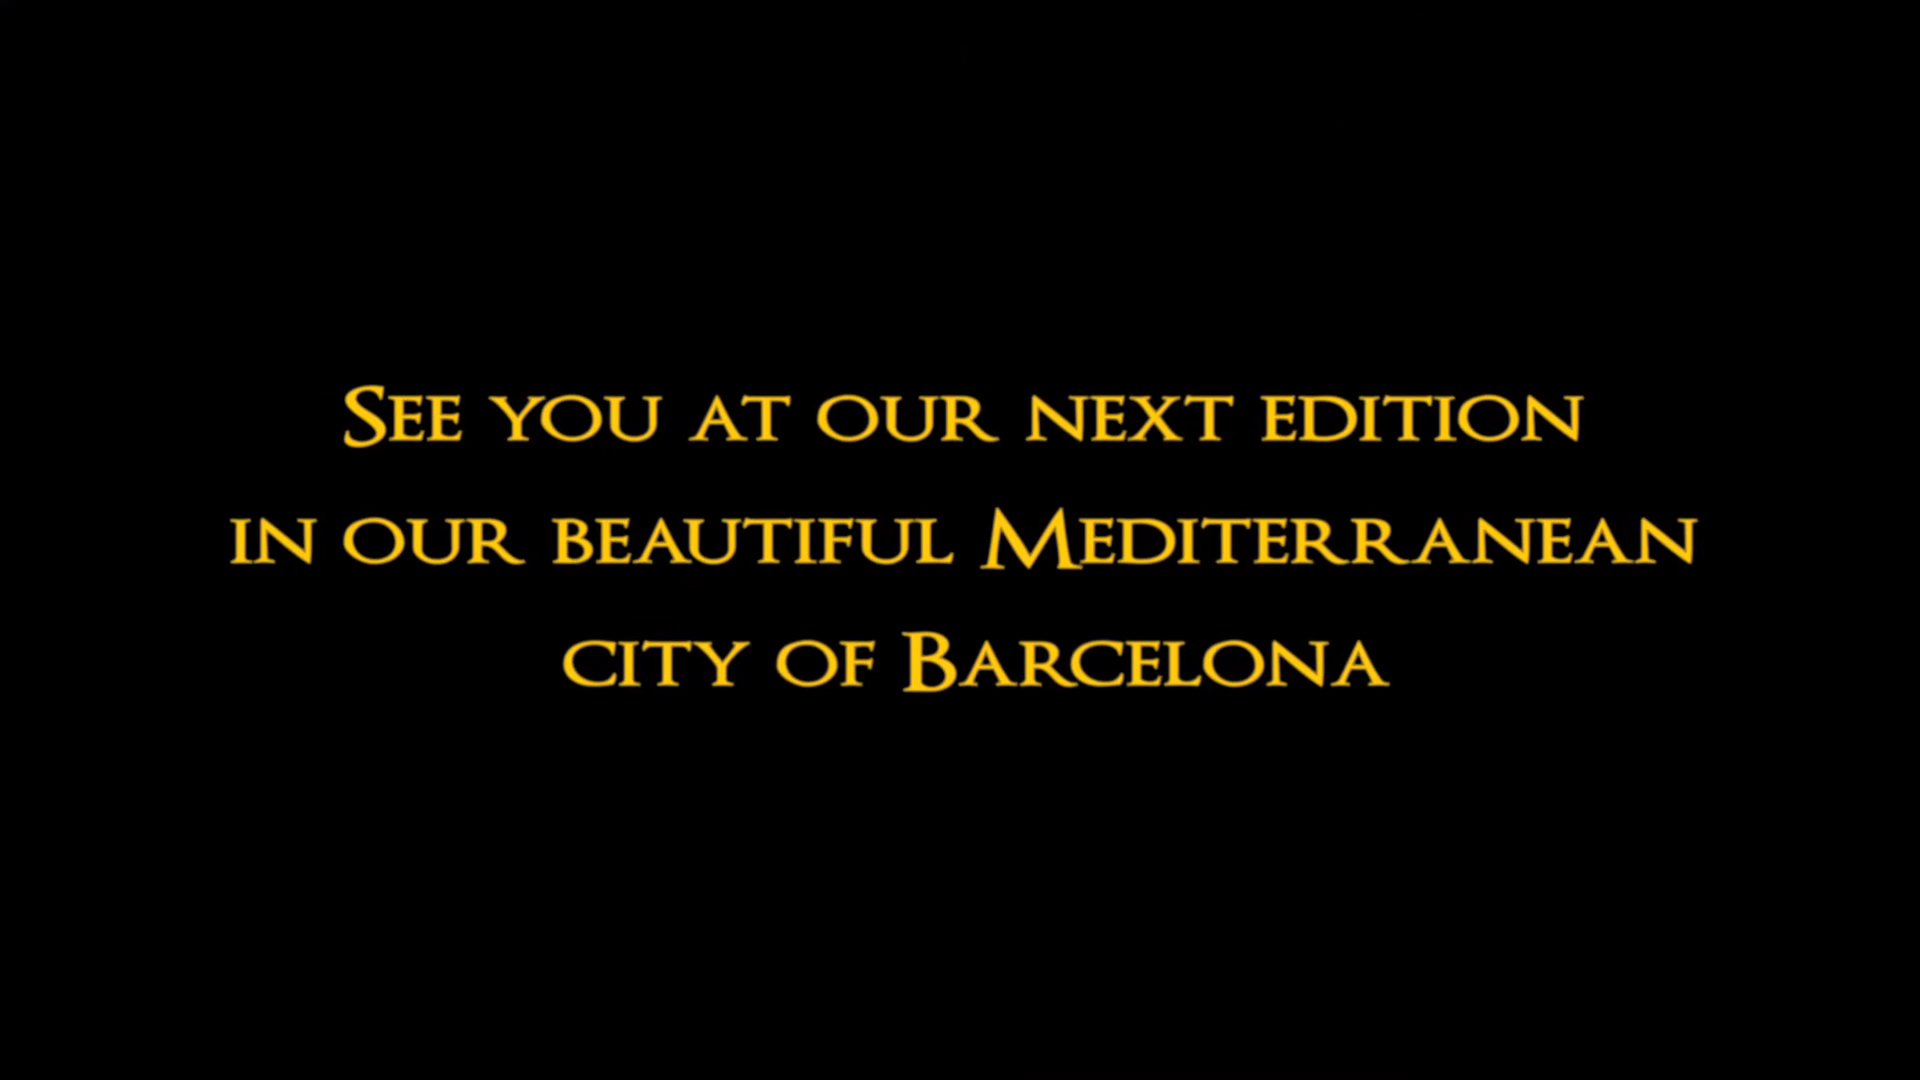 See you at our next edition
in our beautiful Mediterranean
city of Barcelona